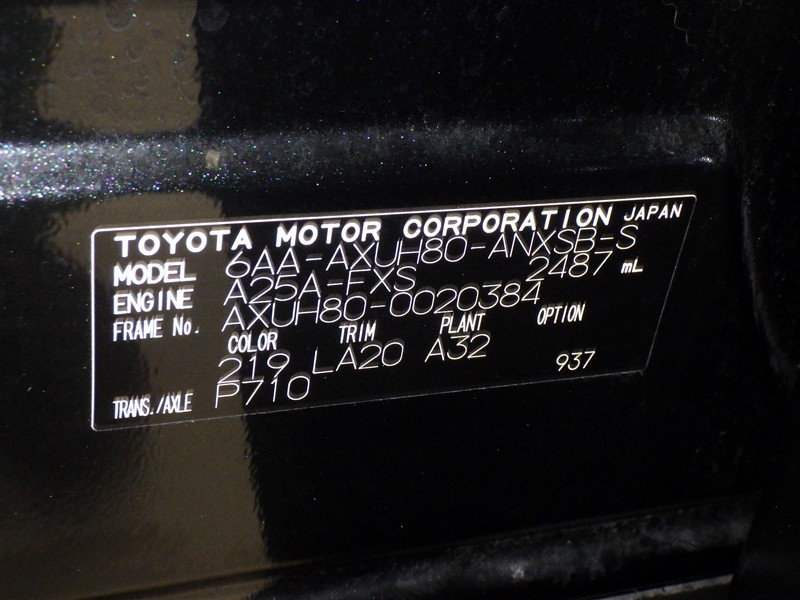 TOYOTA MOTOR CORPORATION JAPAN
MODEL 6AA-AXUH80-ANXSB-S
ENGINE A25A-FXS 2487 mL
FRAME No. AXUH80-0020384
COLOR TRIM PLANT OPTION
219 LA20 A32 937
TRANS./AXLE P710